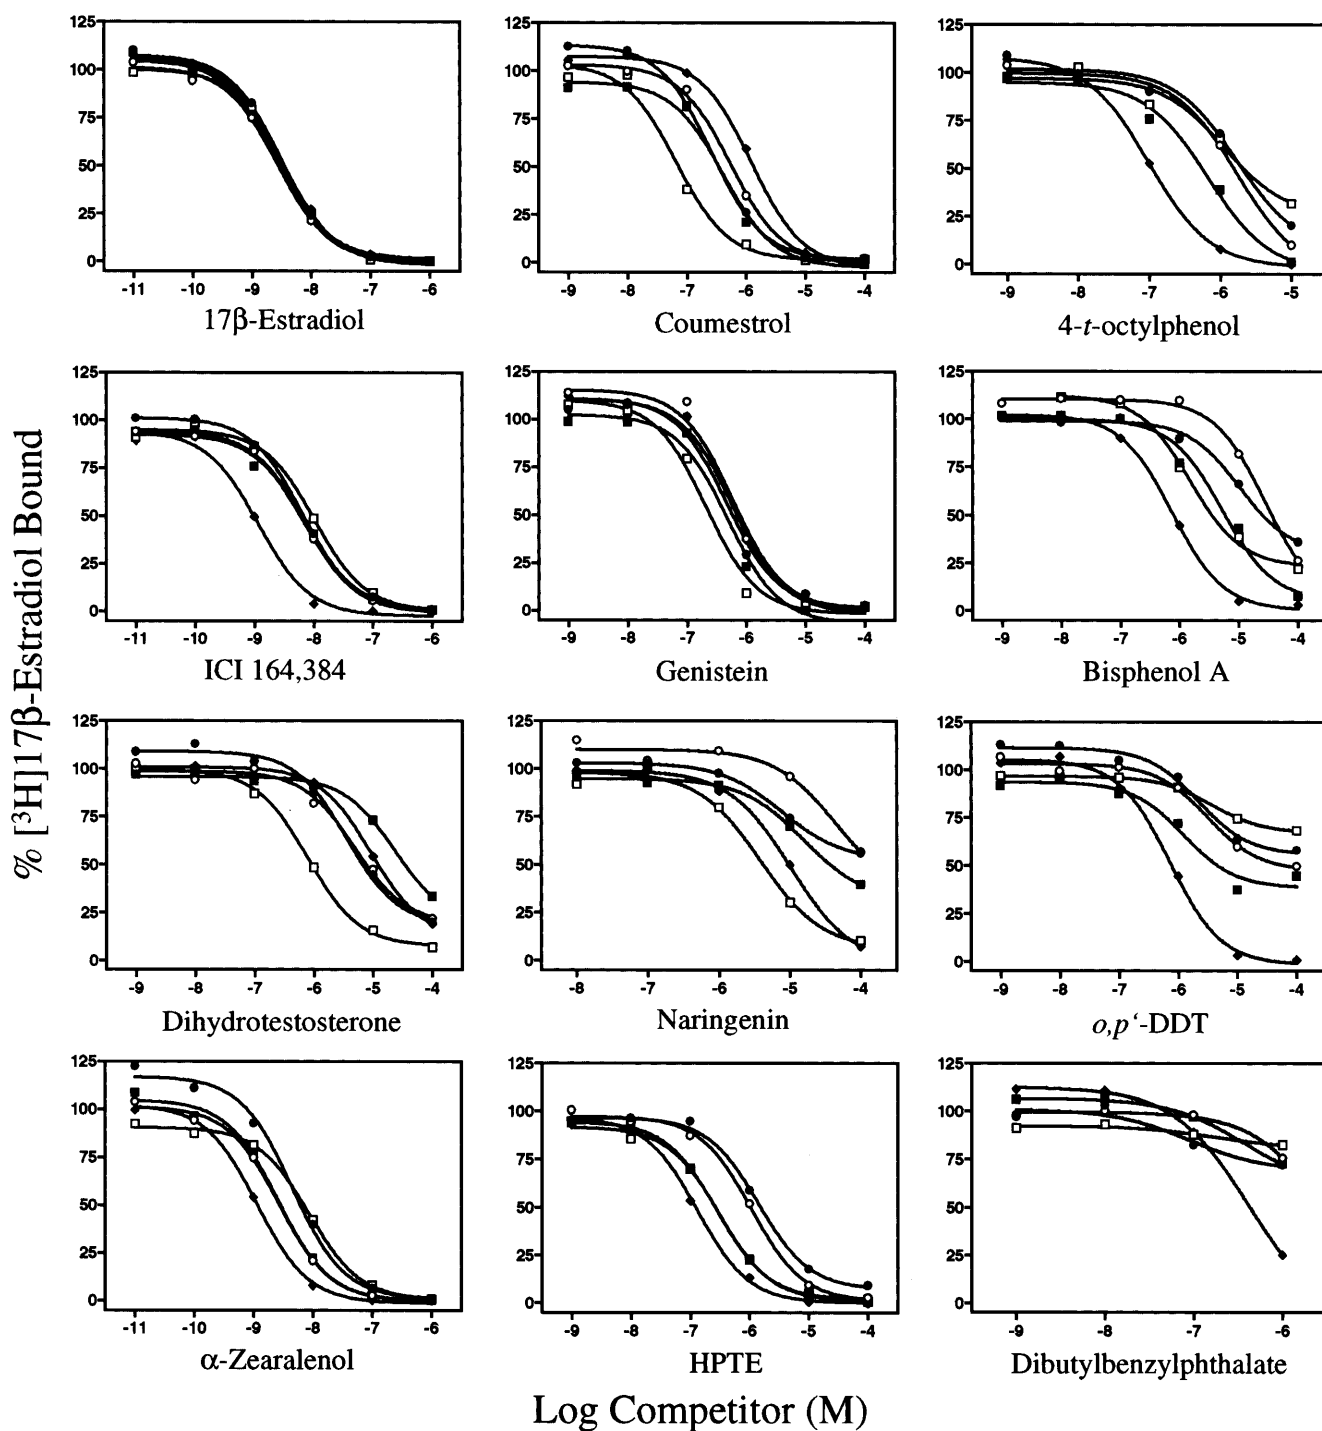 % [³H]17β-Estradiol Bound
125 100 75 50 25 0
-11 -10 -9 -8 -7 -6
17β-Estradiol
125 100 75 50 25 0
-9 -8 -7 -6 -5 -4
Coumestrol
125 100 75 50 25 0
-9 -8 -7 -6 -5
4-t-octylphenol
125 100 75 50 25 0
-11 -10 -9 -8 -7 -6
ICI 164,384
125 100 75 50 25 0
-9 -8 -7 -6 -5 -4
Genistein
125 100 75 50 25 0
-9 -8 -7 -6 -5 -4
Bisphenol A
125 100 75 50 25 0
-9 -8 -7 -6 -5 -4
Dihydrotestosterone
125 100 75 50 25 0
-8 -7 -6 -5 -4
Naringenin
125 100 75 50 25 0
-9 -8 -7 -6 -5 -4
o,p‘-DDT
125 100 75 50 25 0
-11 -10 -9 -8 -7 -6
α-Zearalenol
125 100 75 50 25 0
-9 -8 -7 -6 -5 -4
HPTE
125 100 75 50 25 0
-9 -8 -7 -6
Dibutylbenzylphthalate
Log Competitor (M)